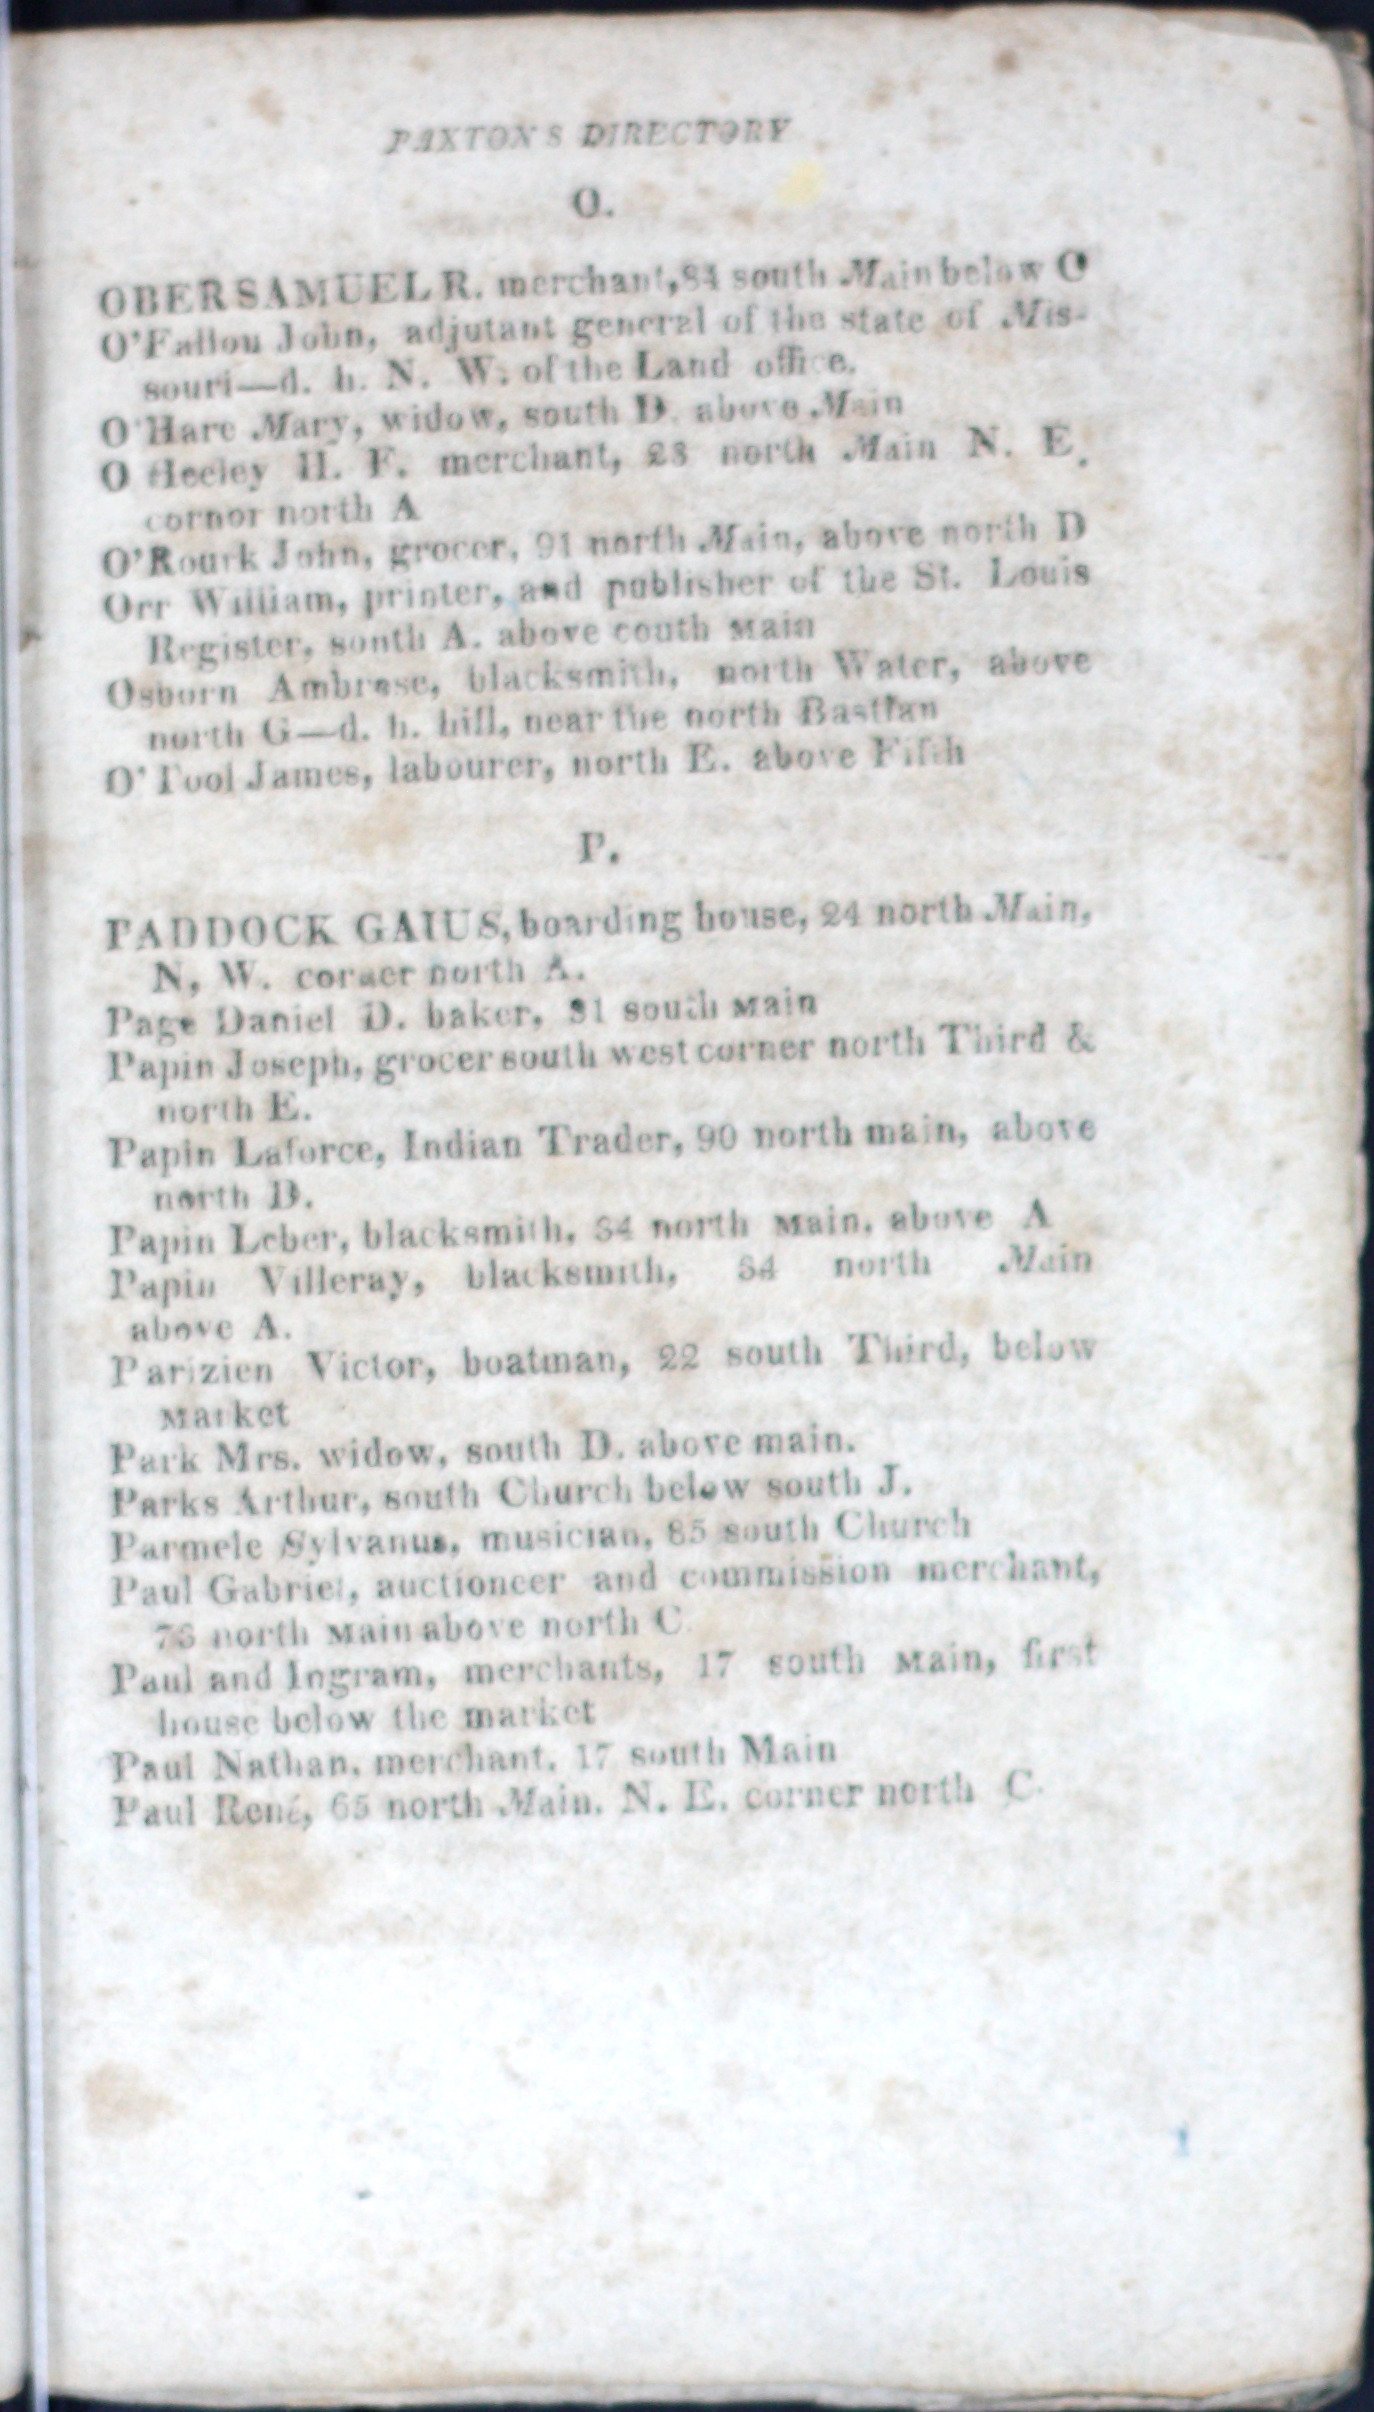 PAXTON'S DIRECTORY
O.
OBER SAMUEL R. merchant, 84 south Main below C
O'Fallon John, adjutant general of the state of Mis-
souri—d. h. N. W. of the Land office.
O'Hare Mary, widow, south D. above Main
O'Heeley H. F. merchant, 28 north Main N. E.
cornor north A
O'Rourk John, grocer, 91 north Main, above north D
Orr William, printer, and publisher of the St. Louis
Register, south A. above couth Main
Osborn Ambrose, blacksmith, north Water, above
north G—d. h. hill, near the north Bastian
O'Tool James, labourer, north E. above Fifth
P.
PADDOCK GAIUS, boarding house, 24 north Main,
N, W. corner north A.
Page Daniel D. baker, 31 south Main
Papin Joseph, grocer south west corner north Third &
north E.
Papin Laforce, Indian Trader, 90 north main, above
north D.
Papin Leber, blacksmith, 34 north Main, above A
Papin Villeray, blacksmith, 34 north Main
above A.
Parizien Victor, boatman, 22 south Third, below
Market
Park Mrs. widow, south D. above main.
Parks Arthur, south Church below south J.
Parmele Sylvanus, musician, 85 south Church
Paul Gabriel, auctioneer and commission merchant,
76 north Main above north C
Paul and Ingram, merchants, 17 south Main, first
house below the market
Paul Nathan, merchant, 17 south Main
Paul René, 65 north Main, N. E. corner north C.